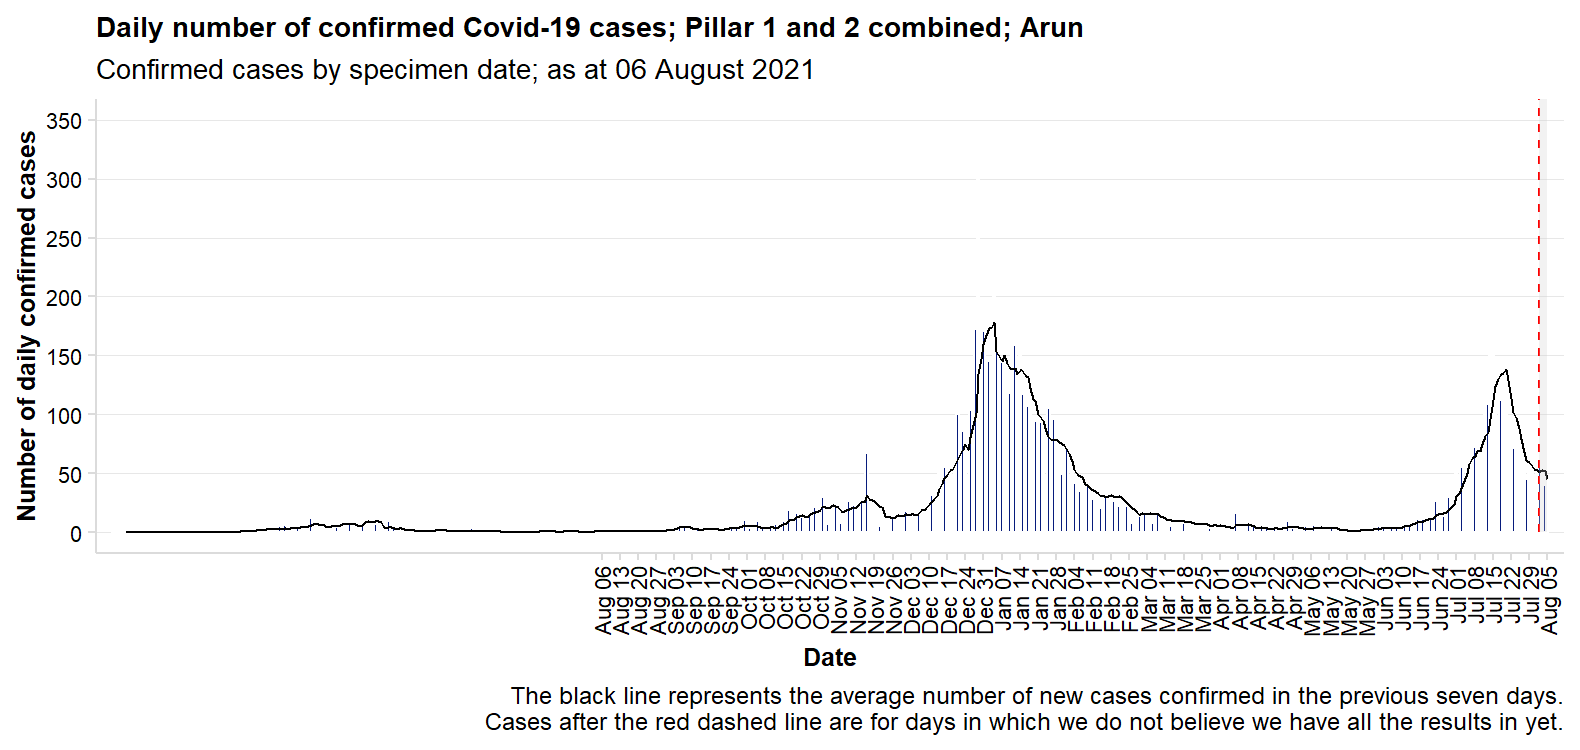 Daily number of confirmed Covid-19 cases; Pillar 1 and 2 combined; Arun
Confirmed cases by specimen date; as at 06 August 2021
Number of daily confirmed cases
350
300
250
200
150
100
50
0
Aug 06
Aug 13
Aug 20
Aug 27
Sep 03
Sep 10
Sep 17
Sep 24
Oct 01
Oct 08
Oct 15
Oct 22
Oct 29
Nov 05
Nov 12
Nov 19
Nov 26
Dec 03
Dec 10
Dec 17
Dec 24
Dec 31
Jan 07
Jan 14
Jan 21
Jan 28
Feb 04
Feb 11
Feb 18
Feb 25
Mar 04
Mar 11
Mar 18
Mar 25
Apr 01
Apr 08
Apr 15
Apr 22
Apr 29
May 06
May 13
May 20
May 27
Jun 03
Jun 10
Jun 17
Jun 24
Jul 01
Jul 08
Jul 15
Jul 22
Jul 29
Aug 05
Date
The black line represents the average number of new cases confirmed in the previous seven days.
Cases after the red dashed line are for days in which we do not believe we have all the results in yet.